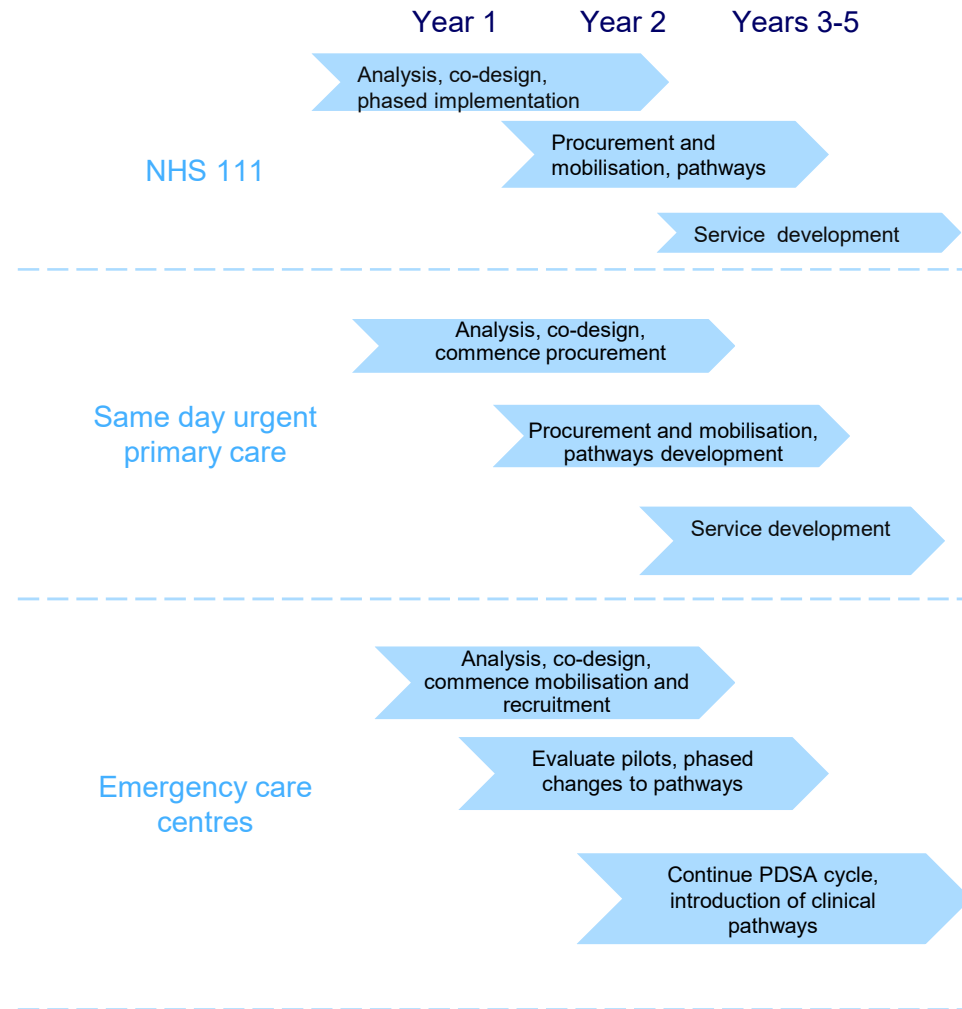 Year 1 Year 2 Years 3-5
Analysis, co-design,
phased implementation
Procurement and
mobilisation, pathways
NHS 111
Service development
Analysis, co-design,
commence procurement
Same day urgent
primary care
Procurement and mobilisation,
pathways development
Service development
Analysis, co-design,
commence mobilisation and
recruitment
Evaluate pilots, phased
changes to pathways
Emergency care
centres
Continue PDSA cycle,
introduction of clinical
pathways